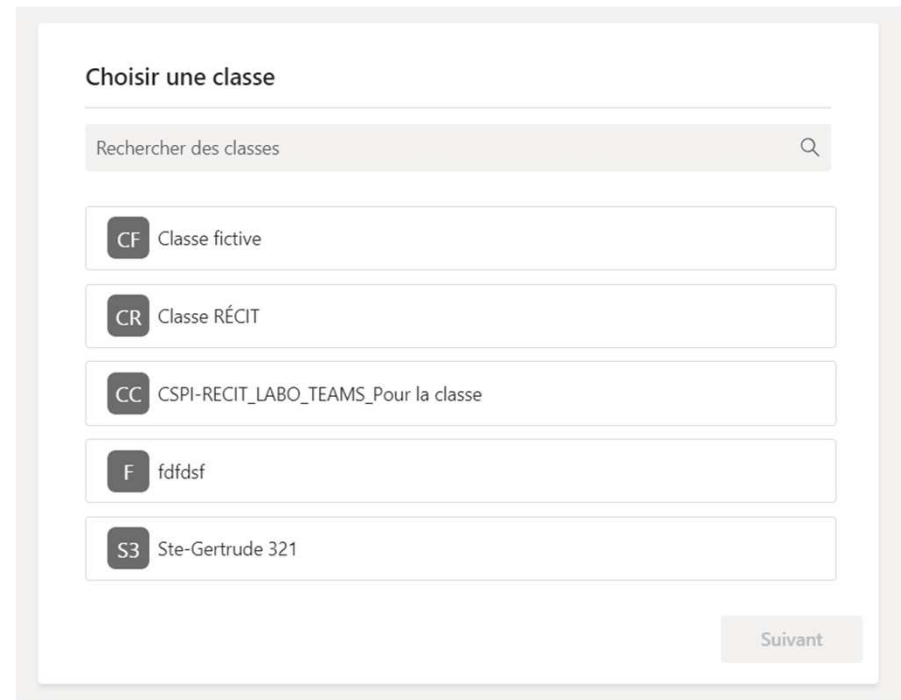 Choisir une classe
Rechercher des classes
CF Classe fictive
CR Classe RÉCIT
CC CSPI-RECIT_LABO_TEAMS_Pour la classe
F fdfdsf
S3 Ste-Gertrude 321
Suivant